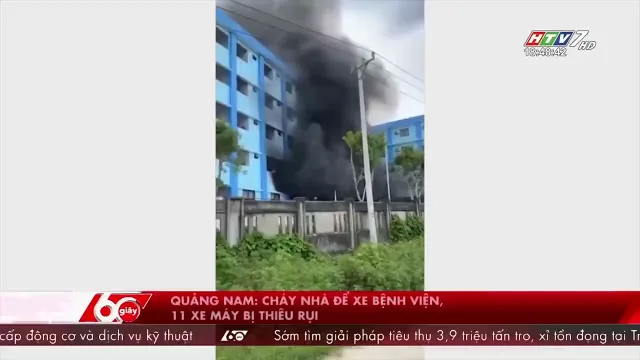 HTV7 HD
18:48:42
60 giây
QUẢNG NAM: CHÁY NHÀ ĐỂ XE BỆNH VIỆN,
11 XE MÁY BỊ THIÊU RỤI
cấp động cơ và dịch vụ kỹ thuật 60 Sớm tìm giải pháp tiêu thụ 3,9 triệu tấn tro, xỉ tồn đọng tại T